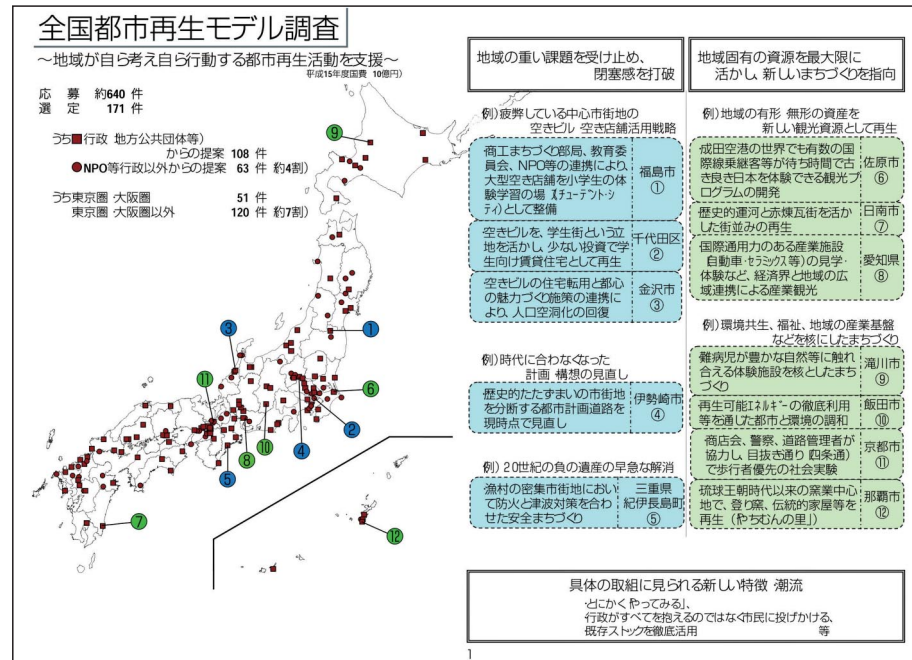 全国都市再生モデル調査
～地域が自ら考え自ら行動する都市再生活動を支援～
平成15年度国費 10億円)
応 募 約640 件
選 定 171 件
うち■行政 地方公共団体等)
からの提案 108 件
●NPO等行政以外からの提案 63 件 約4割)
うち東京圏・大阪圏 51 件
東京圏・大阪圏以外 120 件 約7割)
⑨
①
③
⑪
⑥
②
⑤
⑧
⑩
④
⑦
⑫
地域の重い課題を受け止め、
閉塞感を打破
例)疲弊している中心市街地の
空きビル・空き店舗活用戦略
商工まちづくり部局、教育委
員会、NPO等の連携により、
大型空き店舗を小学生の体
験学習の場 (スチューデント・シ
ティ)として整備
福島市
①
空きビルを、学生街という立
地を活かし、少ない投資で学
生向け賃貸住宅として再生
千代田区
②
空きビルの住宅転用と都心
の魅力づくり施策の連携に
より、人口空洞化の回復
金沢市
③
例)時代に合わなくなった
計画・構想の見直し
歴史的たたずまいの市街地
を分断する都市計画道路を
現時点で見直し
伊勢崎市
④
例)20世紀の負の遺産の早急な解消
漁村の密集市街地におい
て防火と津波対策を合わ
せた安全まちづくり
三重県
紀伊長島町
⑤
地域固有の資源を最大限に
活かし、新しいまちづくりを指向
例)地域の有形・無形の資産を
新しい観光資源として再生
成田空港の世界でも有数の国
際線乗継客等が待ち時間で古
き良き日本を体験できる観光プ
ログラムの開発
佐原市
⑥
歴史的運河と赤煉瓦街を活か
した街並みの再生
日南市
⑦
国際通用力のある産業施設
自動車・セラミックス等)の見学・
体験など、経済界と地域の広
域連携による産業観光
愛知県
⑧
例)環境共生、福祉、地域の産業基盤
などを核にしたまちづくり
難病児が豊かな自然等に触れ
合える体験施設を核としたまち
づくり
滝川市
⑨
再生可能エネルギーの徹底利用
等を通じた都市と環境の調和
飯田市
⑩
商店会、警察、道路管理者が
協力し、目抜き通り 四条通)
で歩行者優先の社会実験
京都市
⑪
琉球王朝時代以来の窯業中心
地で、登り窯、伝統的家屋等を
再生(「やちむんの里」)
那覇市
⑫
具体の取組に見られる新しい特徴・潮流
・とにかく「やってみる」、
行政がすべてを抱えるのではなく市民に投げかける、
既存ストックを徹底活用 等
1